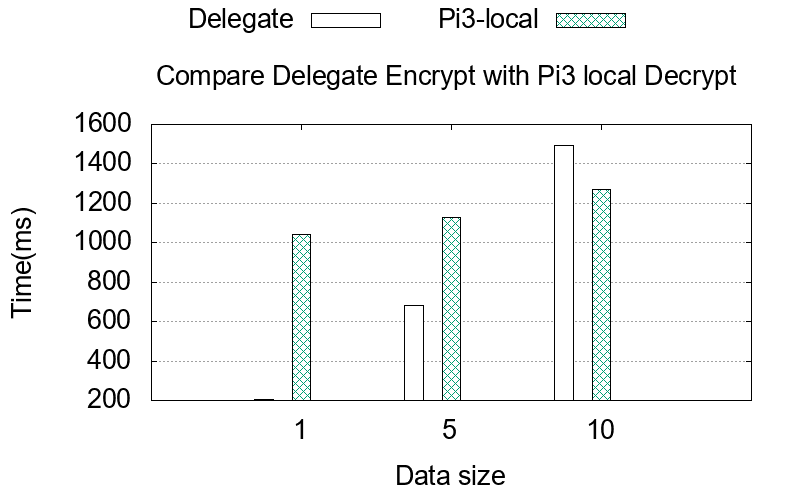 Delegate Pi3-local
Compare Delegate Encrypt with Pi3 local Decrypt
1600
1400
1200
1000
800
600
400
200
Time(ms)
1 5 10
Data size